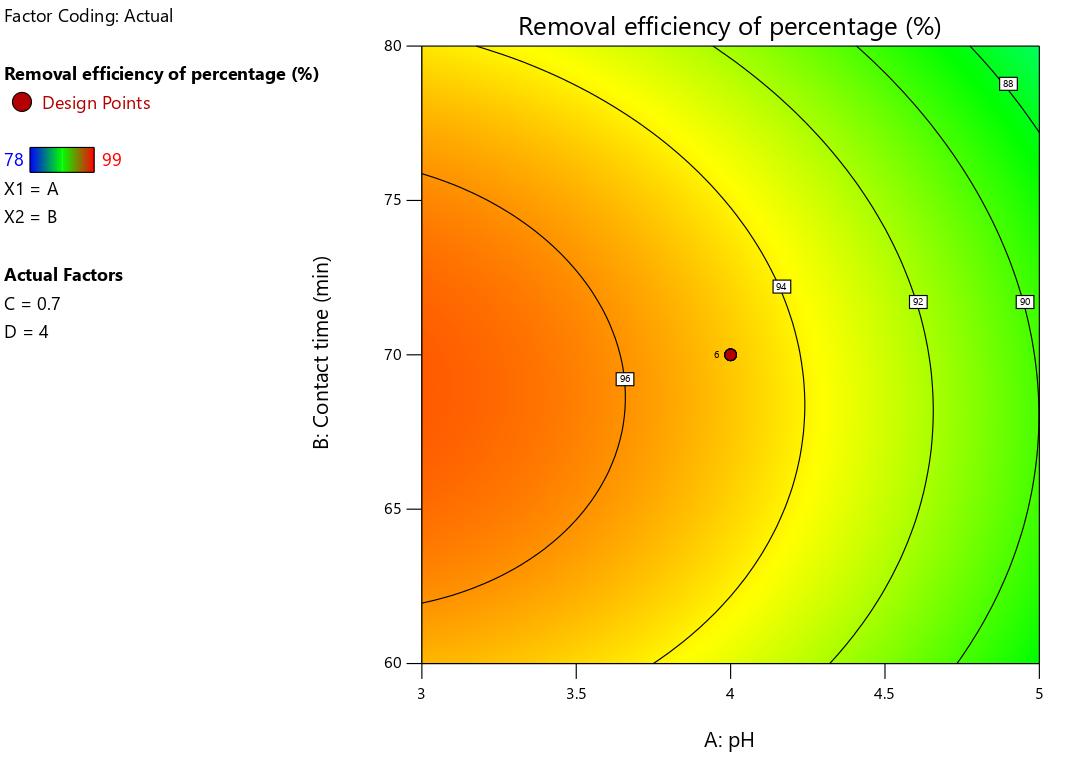 Factor Coding: Actual
Removal efficiency of percentage (%)
Design Points
78 99
X1 = A
X2 = B
Actual Factors
C = 0.7
D = 4
Removal efficiency of percentage (%)
B: Contact time (min)
80
75
70
65
60
88
94
92
90
6
96
3
3.5
4
4.5
5
A: pH